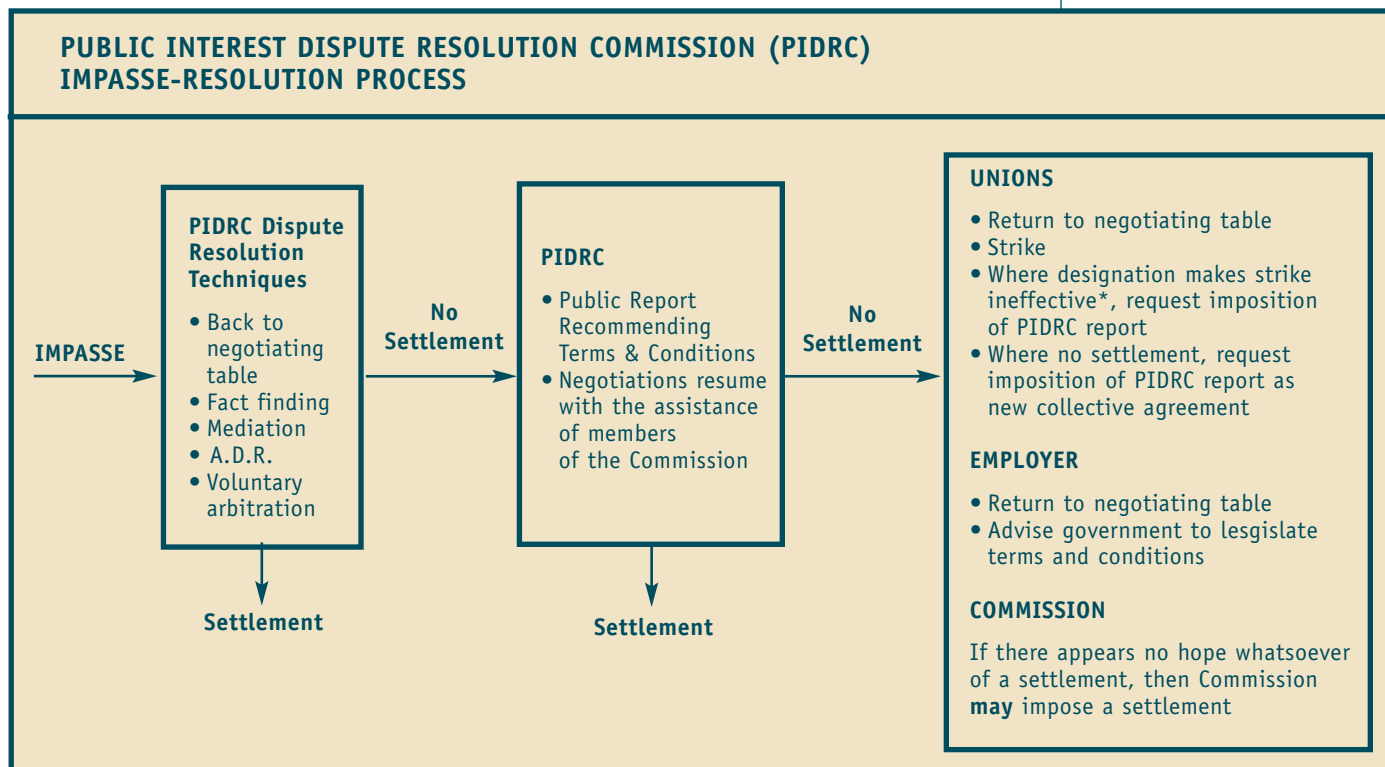 PUBLIC INTEREST DISPUTE RESOLUTION COMMISSION (PIDRC)
IMPASSE-RESOLUTION PROCESS
IMPASSE
PIDRC Dispute
Resolution
Techniques
• Back to
negotiating
table
• Fact finding
• Mediation
• A.D.R.
• Voluntary
arbitration
Settlement
No
Settlement
PIDRC
• Public Report
Recommending
Terms & Conditions
• Negotiations resume
with the assistance
of members
of the Commission
Settlement
No
Settlement
UNIONS
• Return to negotiating table
• Strike
• Where designation makes strike
ineffective*, request imposition
of PIDRC report
• Where no settlement, request
imposition of PIDRC report as
new collective agreement
EMPLOYER
• Return to negotiating table
• Advise government to lesgislate
terms and conditions
COMMISSION
If there appears no hope whatsoever
of a settlement, then Commission
may impose a settlement